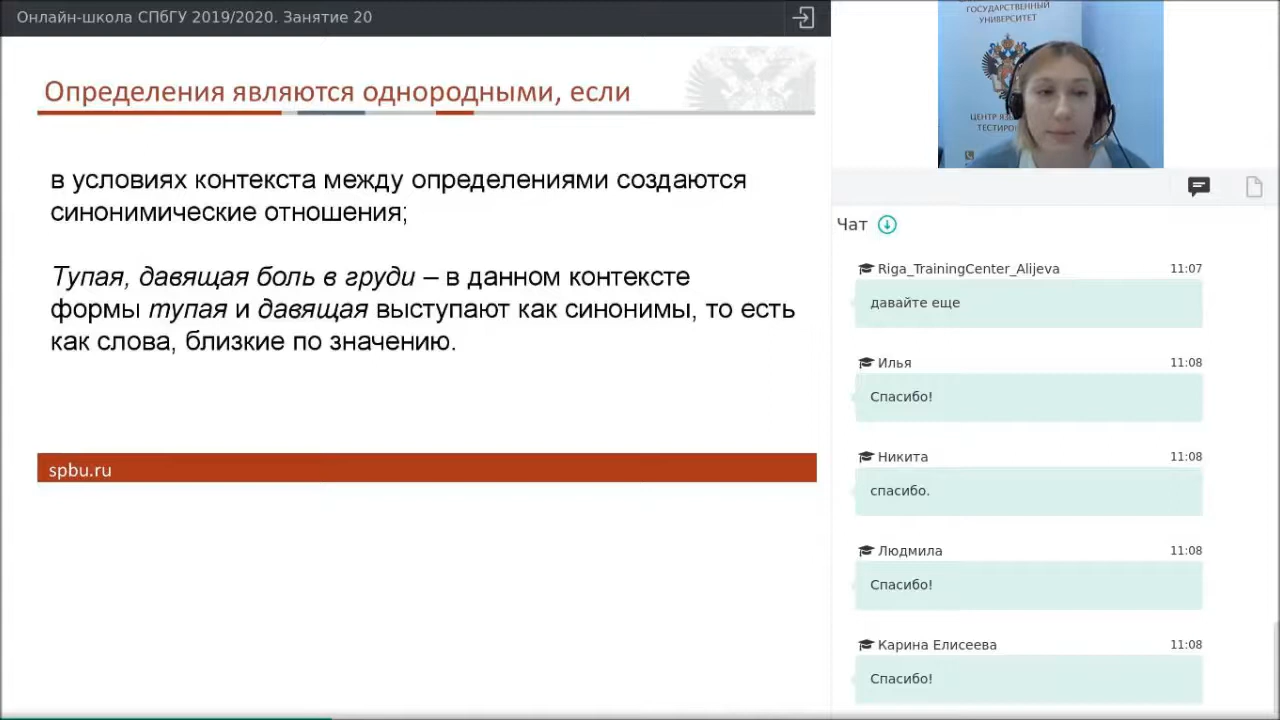 Онлайн-школа СПбГУ 2019/2020. Занятие 20
Определения являются однородными, если
в условиях контекста между определениями создаются
синонимические отношения;
Тупая, давящая боль в груди – в данном контексте
формы тупая и давящая выступают как синонимы, то есть
как слова, близкие по значению.
spbu.ru
ГОСУДАРСТВЕННЫЙ
УНИВЕРСИТЕТ
ЦЕНТР
Чат
Riga_TrainingCenter_Alijeva 11:07
давайте еще
Илья 11:08
Спасибо!
Никита 11:08
спасибо.
Людмила 11:08
Спасибо!
Карина Елисеева 11:08
Спасибо!